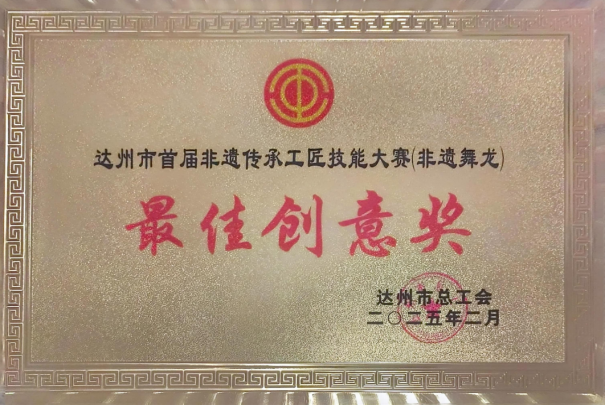 达州市首届非遗传承工匠技能大赛(非遗舞龙)
最佳创意奖
达州市总工会
二〇二五年二月